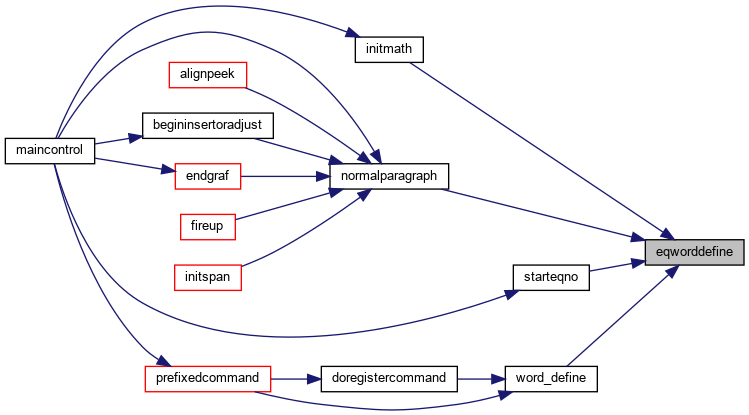 initmath
alignpeek
begininsertoradjust
maincontrol
endgraf
normalparagraph
fireup
eqworddefine
initspan
starteqno
prefixedcommand
doregistercommand
word_define